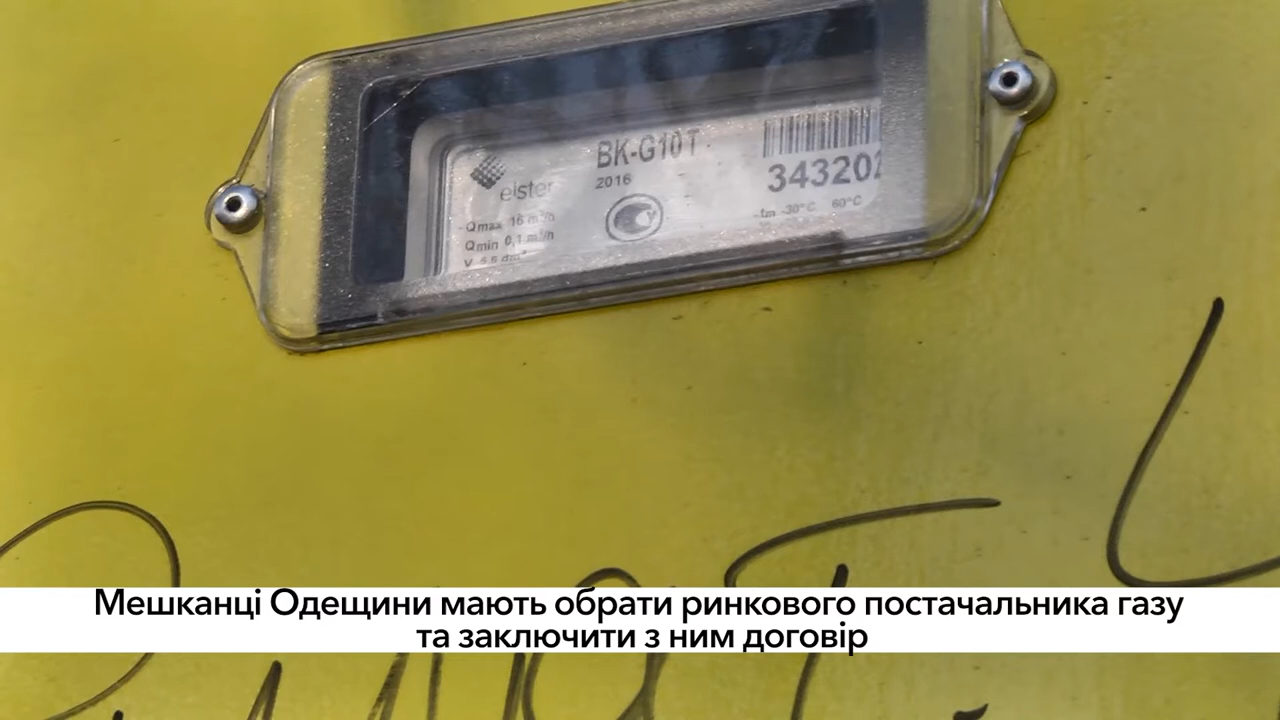 BK-G10T
343202
elster
2016
Qmax 16 m³/h
tm -30°C 60°C
Qmin 0,1 m³/h
Мешканці Одещини мають обрати ринкового постачальника газу
та заключити з ним договір